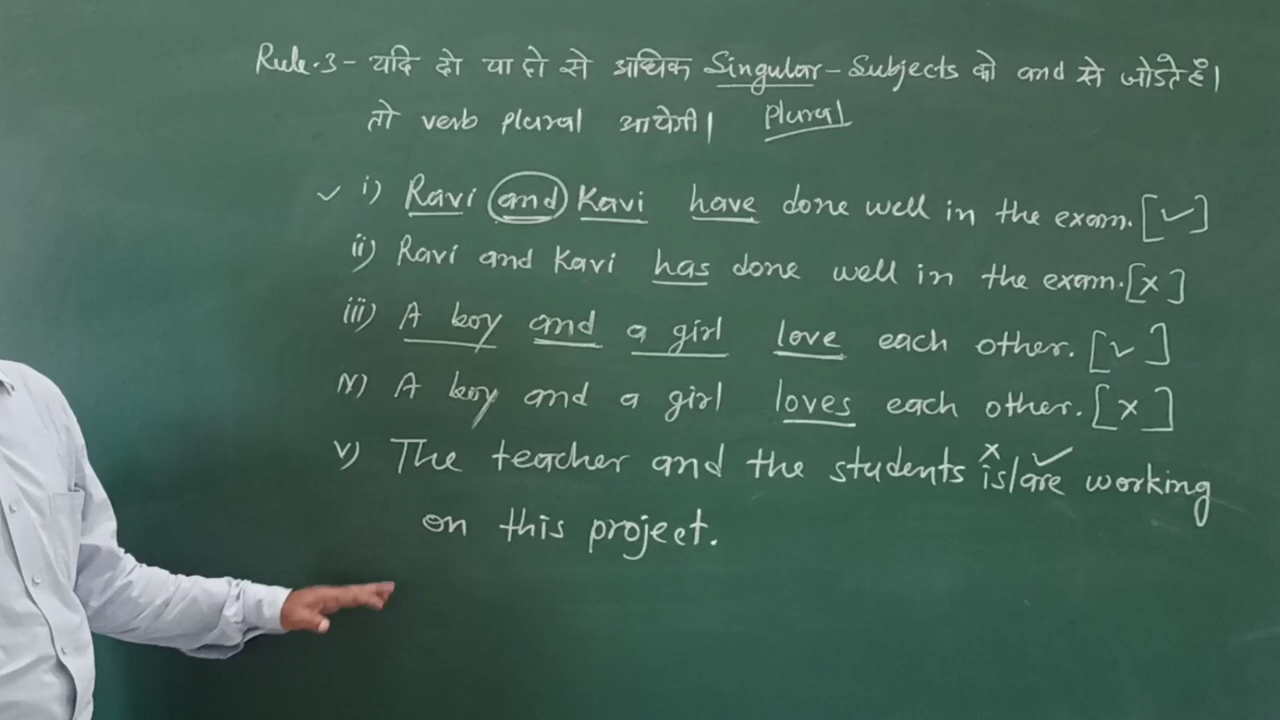 Rule.3- यदि दो या दो से अधिक Singular-Subjects को and से जोड़ते हैं।
तो verb plural आयेगी। Plural
✓ i) Ravi and Kavi have done well in the exam. [✓]
ii) Ravi and Kavi has done well in the exam. [x]
iii) A boy and a girl love each other. [✓]
iv) A boy and a girl loves each other. [x]
v) The teacher and the students is/are working
on this project.